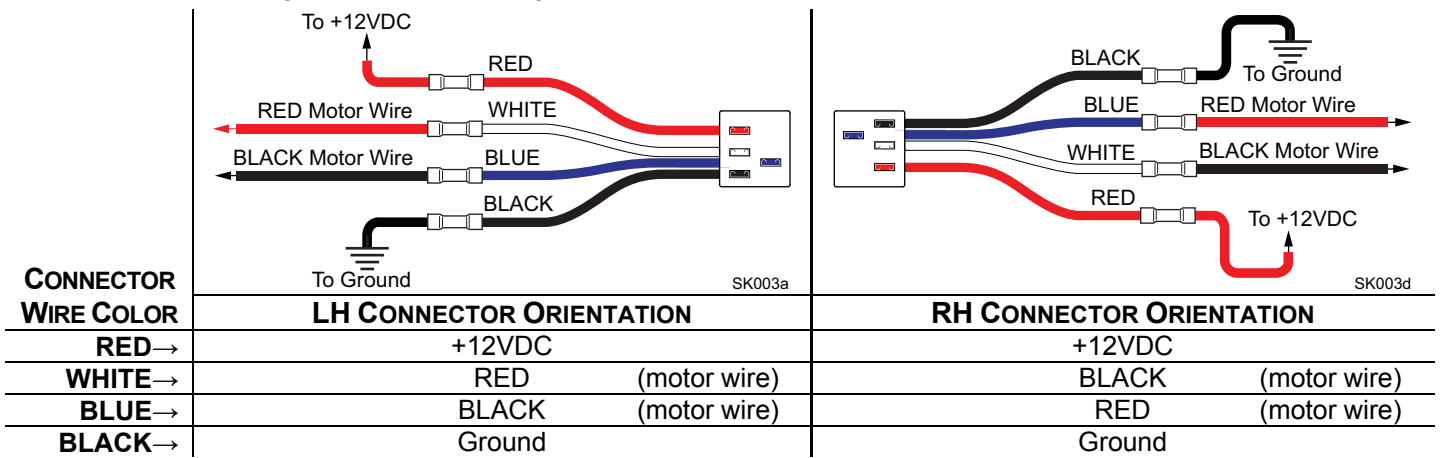 To +12VDC
RED
RED Motor Wire
WHITE
BLACK Motor Wire
BLUE
BLACK
To Ground
SK003a
BLACK
To Ground
BLUE
RED Motor Wire
WHITE
BLACK Motor Wire
RED
To +12VDC
SK003d
CONNECTOR
WIRE COLOR LH CONNECTOR ORIENTATION RH CONNECTOR ORIENTATION
RED→ +12VDC +12VDC
WHITE→ RED (motor wire) BLACK (motor wire)
BLUE→ BLACK (motor wire) RED (motor wire)
BLACK→ Ground Ground